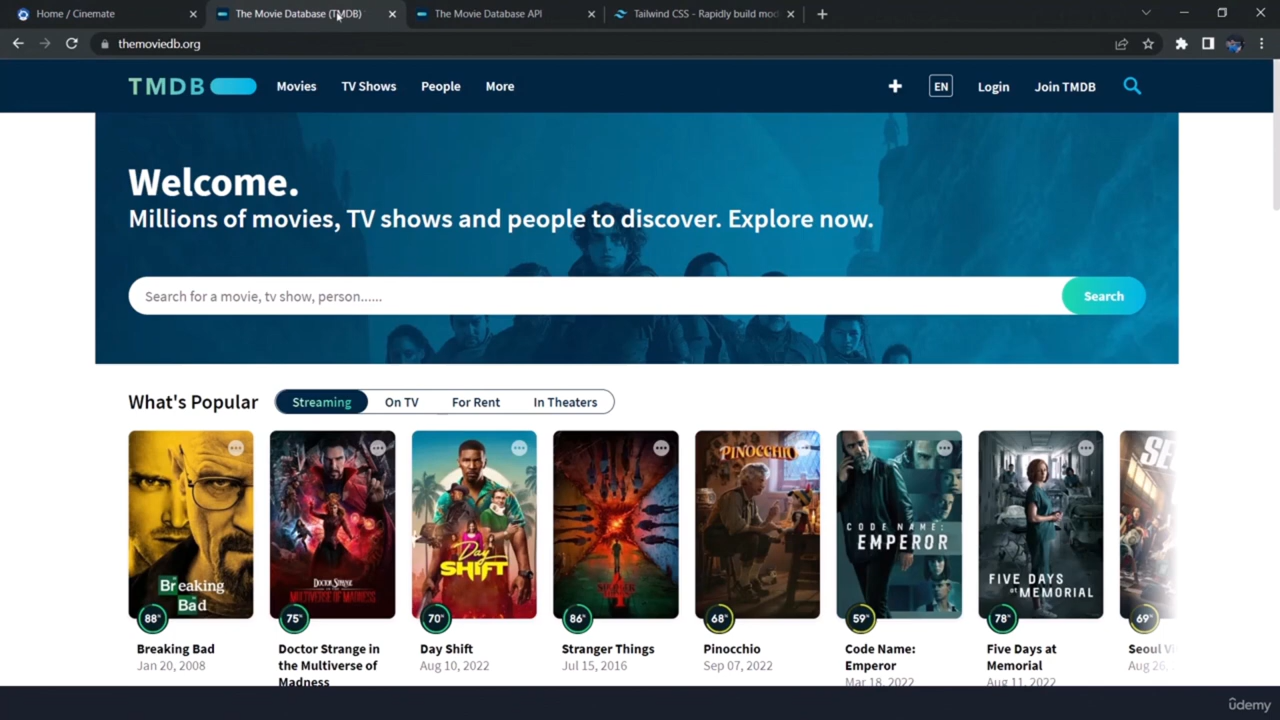 Home / Cinemate
The Movie Database (TMDB)
The Movie Database API
Tailwind CSS - Rapidly build mod
themoviedb.org
TMDB
Movies
TV Shows
People
More
EN
Login
Join TMDB
Welcome.
Millions of movies, TV shows and people to discover. Explore now.
Search for a movie, tv show, person......
Search
What's Popular
Streaming
On TV
For Rent
In Theaters
Breaking
Bad
DOCTOR STRANGE
IN THE
MULTIVERSE OF MADNESS
Day
SHIFT
PINOCCHIO
CODE NAME:
EMPEROR
FIVE DAYS
AT MEMORIAL
SE
88%
75%
70%
86%
68%
59%
78%
69%
Breaking Bad
Jan 20, 2008
Doctor Strange in
the Multiverse of
Madness
Day Shift
Aug 10, 2022
Stranger Things
Jul 15, 2016
Pinocchio
Sep 07, 2022
Code Name:
Emperor
Mar 18, 2022
Five Days at
Memorial
Aug 11, 2022
Seoul Vi
Aug 26,
ûdemy